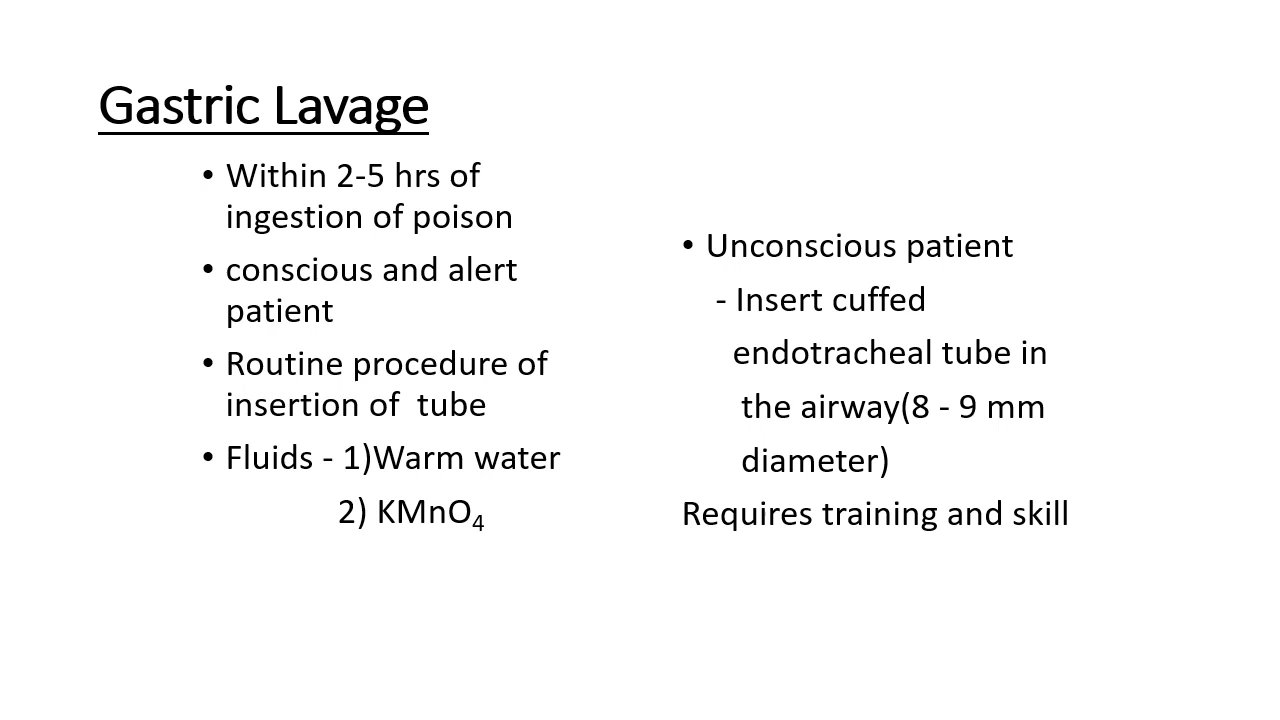 Gastric Lavage
• Within 2-5 hrs of
ingestion of poison
• conscious and alert
patient
• Routine procedure of
insertion of  tube
• Fluids - 1)Warm water
2) KMnO₄
• Unconscious patient
- Insert cuffed
endotracheal tube in
the airway(8 - 9 mm
diameter)
Requires training and skill